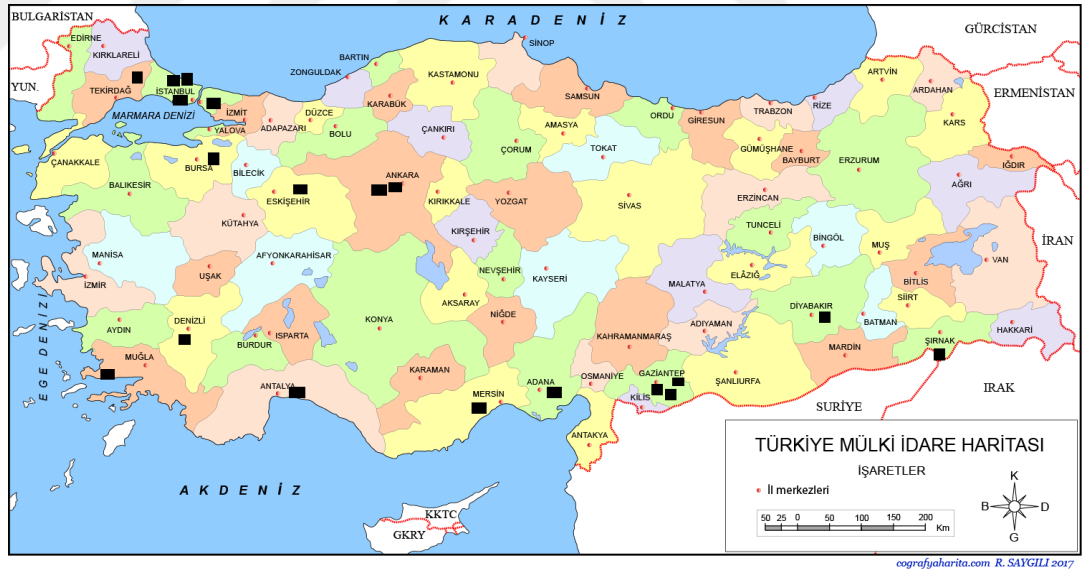 BULGARİSTAN
KARADENİZ
GÜRCİSTAN
EDİRNE
KIRKLARELİ
SİNOP
BARTIN
ZONGULDAK
KASTAMONU
ARTVİN
ARDAHAN
ERMENİSTAN
YUN.
TEKİRDAĞ
İSTANBUL
KARABÜK
SAMSUN
MARMARA DENİZİ
İZMİT
DÜZCE
ORDU
GİRESUN
TRABZON
RİZE
KARS
YALOVA
ADAPAZARI
BOLU
ÇANKIRI
AMASYA
ÇORUM
TOKAT
GÜMÜŞHANE
BAYBURT
ERZURUM
IĞDIR
ÇANAKKALE
BURSA
BİLECİK
ANKARA
AĞRI
BALIKESİR
ESKİŞEHİR
KIRIKKALE
YOZGAT
SİVAS
ERZİNCAN
KÜTAHYA
KIRŞEHİR
TUNCELİ
BİNGÖL
MUŞ
İRAN
MANİSA
AFYONKARAHİSAR
UŞAK
NEVŞEHİR
KAYSERİ
ELÂZIĞ
VAN
BİTLİS
İZMİR
AKSARAY
MALATYA
SİİRT
EGE DENİZİ
AYDIN
DENİZLİ
ISPARTA
BURDUR
KONYA
NİĞDE
KAHRAMANMARAŞ
ADIYAMAN
DİYABAKIR
BATMAN
ŞIRNAK
HAKKARİ
MUĞLA
KARAMAN
MARDİN
ANTALYA
MERSİN
ADANA
OSMANİYE
GAZİANTEP
KİLİS
ŞANLIURFA
IRAK
SURİYE
ANTAKYA
AKDENİZ
KKTC
GKRY
TÜRKİYE MÜLKİ İDARE HARİTASI
İŞARETLER
İl merkezleri
50 25 0 50 100 150 200
Km
K
B D
G
cografyaharita.com R. SAYGILI 2017